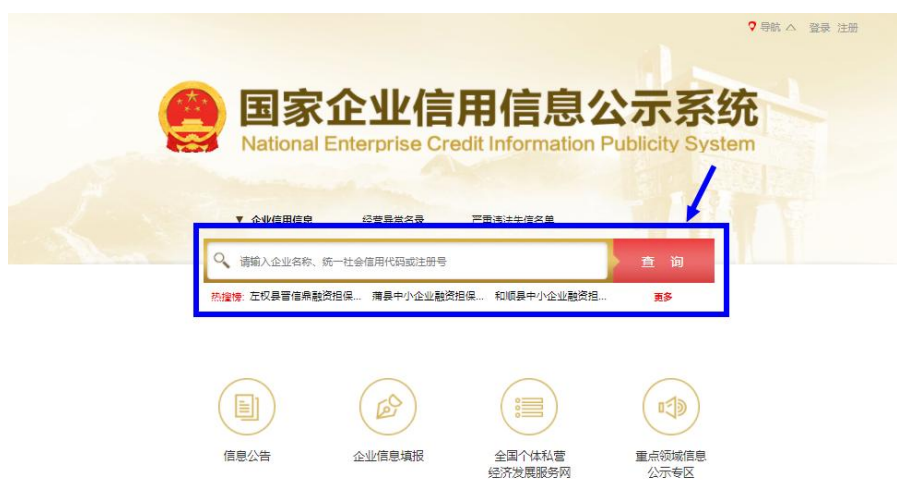 导航 登录 注册
国家企业信用信息公示系统
National Enterprise Credit Information Publicity System
企业信用信息 经营异常名录 严重违法失信名单
请输入企业名称、统一社会信用代码或注册号 查 询
热搜榜: 左权县晋信鼎融资担保... 蒲县中小企业融资担保... 和顺县中小企业融资担... 更多
信息公告 企业信息填报 全国个体私营 重点领域信息
经济发展服务网 公示专区